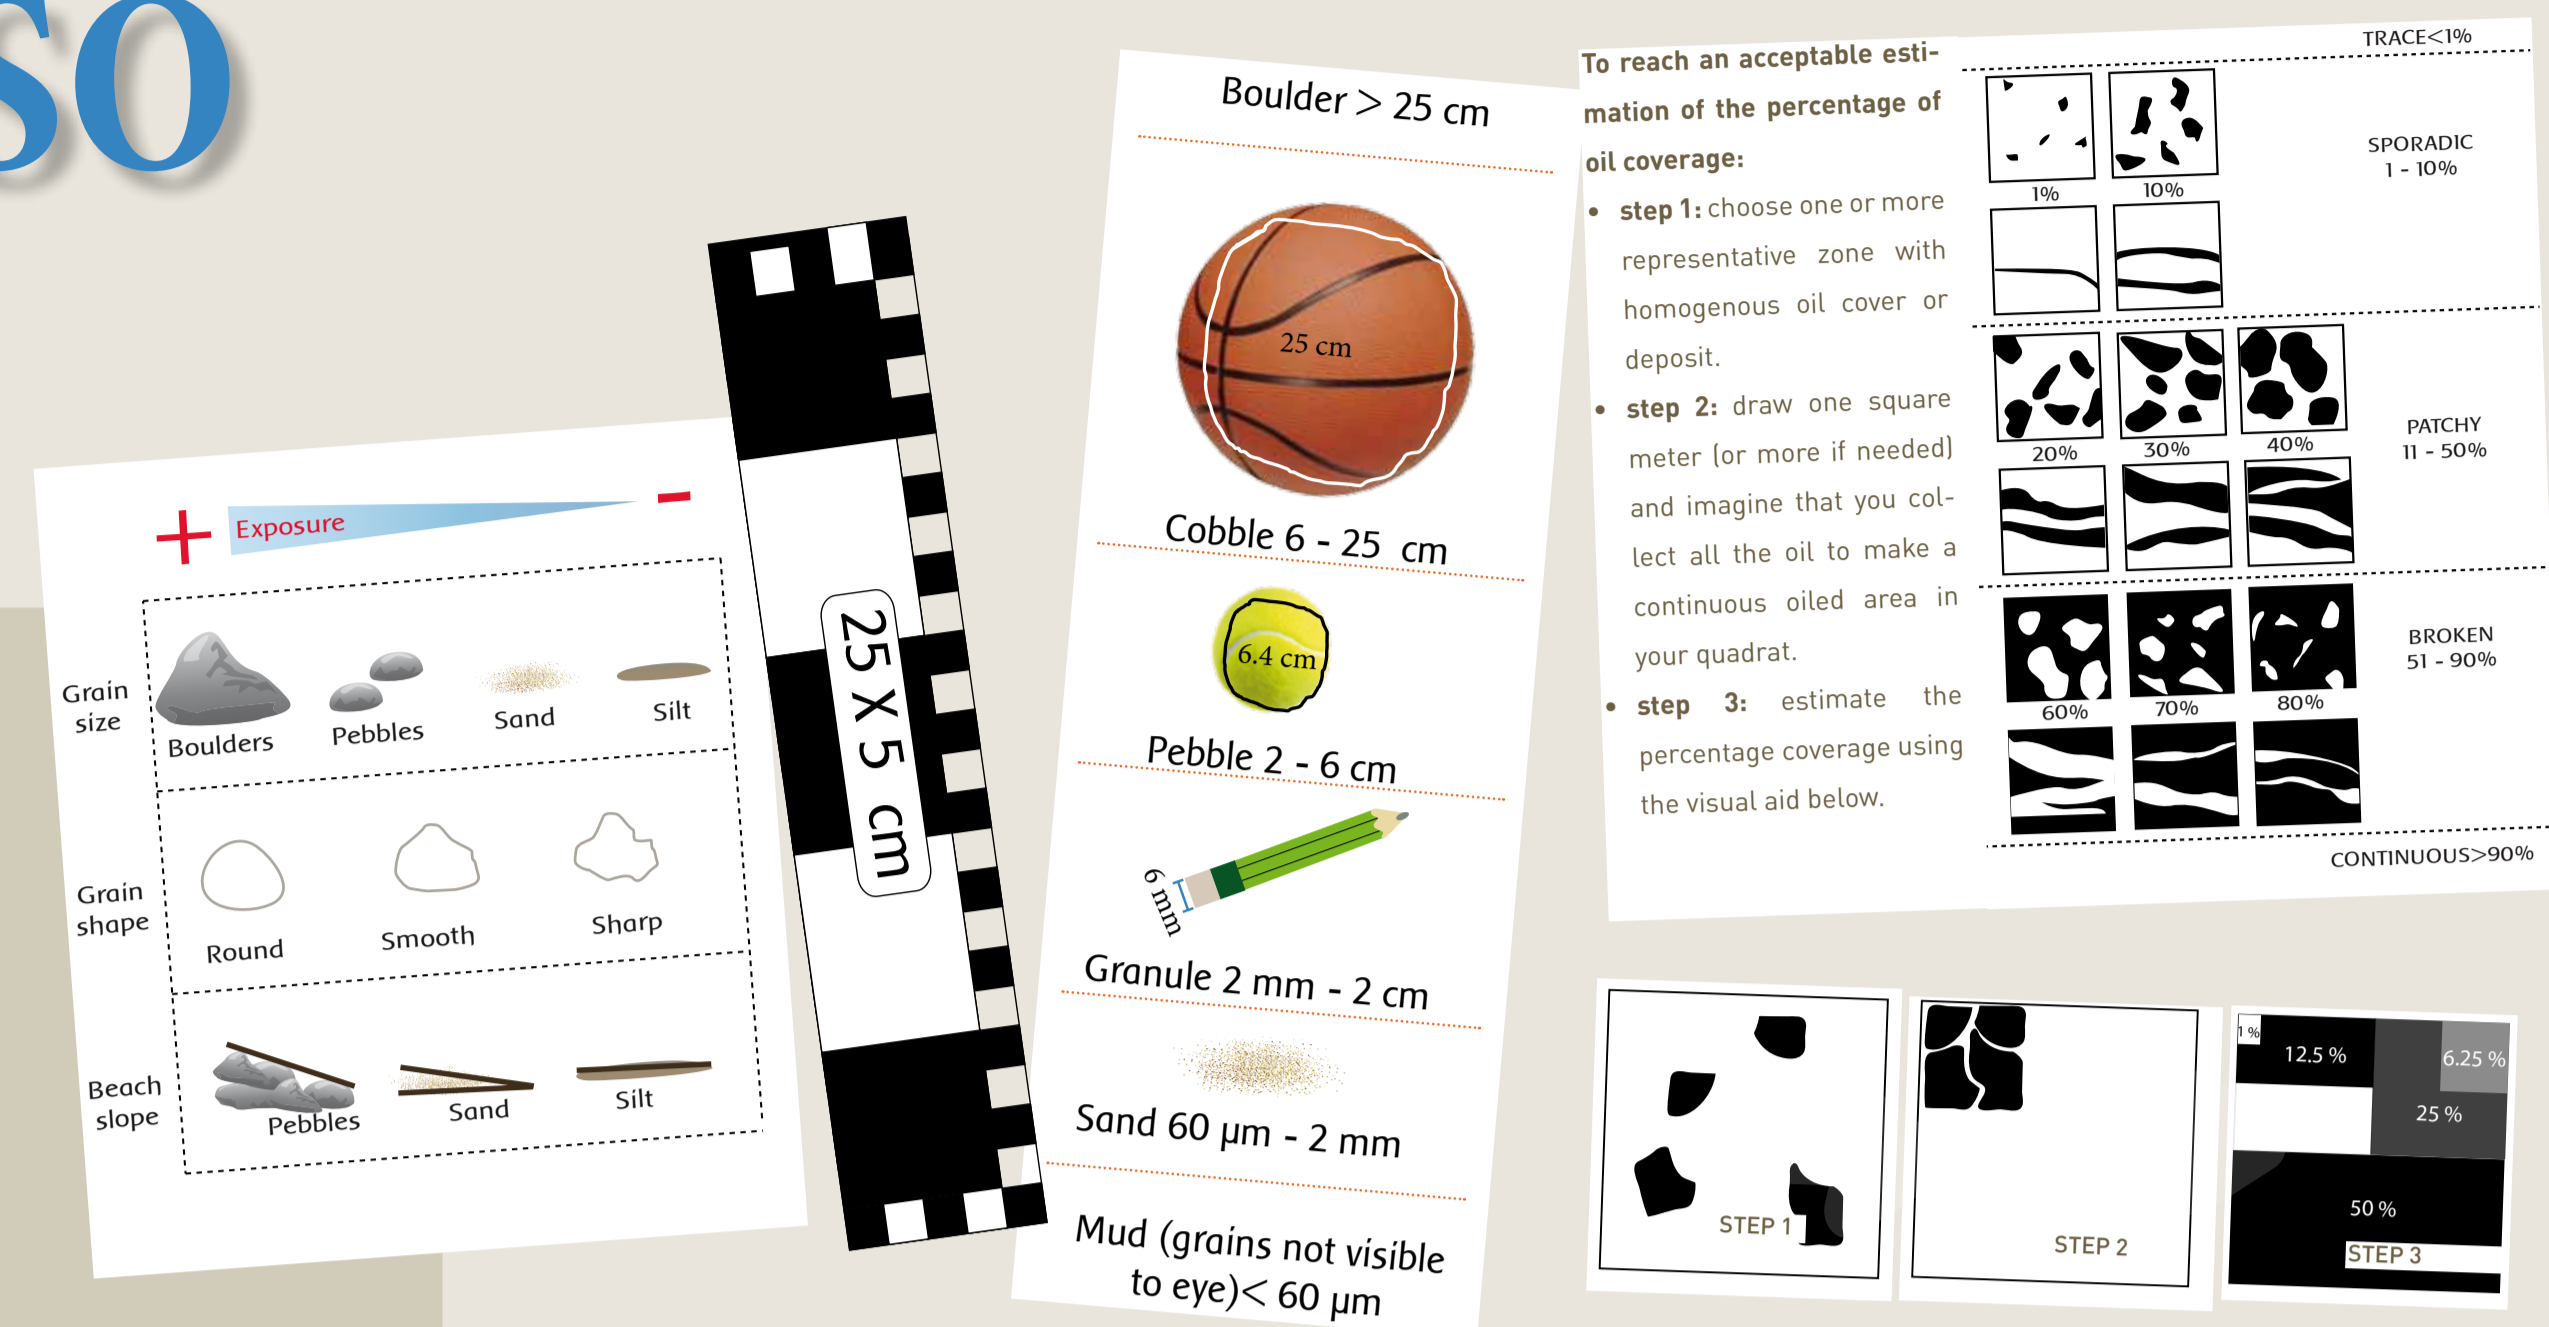 SO
+ Exposure -
Grain
size
Boulders
Pebbles
Sand
Silt
Grain
shape
Round
Smooth
Sharp
Beach
slope
Pebbles
Sand
Silt
25 X 5 cm
Boulder > 25 cm
25 cm
Cobble 6 - 25 cm
6.4 cm
Pebble 2 - 6 cm
6 mm
Granule 2 mm - 2 cm
Sand 60 µm - 2 mm
Mud (grains not visible
to eye)< 60 µm
To reach an acceptable esti-
mation of the percentage of
oil coverage:
• step 1: choose one or more
representative zone with
homogenous oil cover or
deposit.
• step 2: draw one square
meter (or more if needed)
and imagine that you col-
lect all the oil to make a
continuous oiled area in
your quadrat.
• step 3: estimate the
percentage coverage using
the visual aid below.
TRACE<1%
1%
10%
SPORADIC
1 - 10%
20%
30%
40%
PATCHY
11 - 50%
60%
70%
80%
BROKEN
51 - 90%
CONTINUOUS>90%
STEP 1
STEP 2
1 %
12.5 %
6.25 %
25 %
50 %
STEP 3